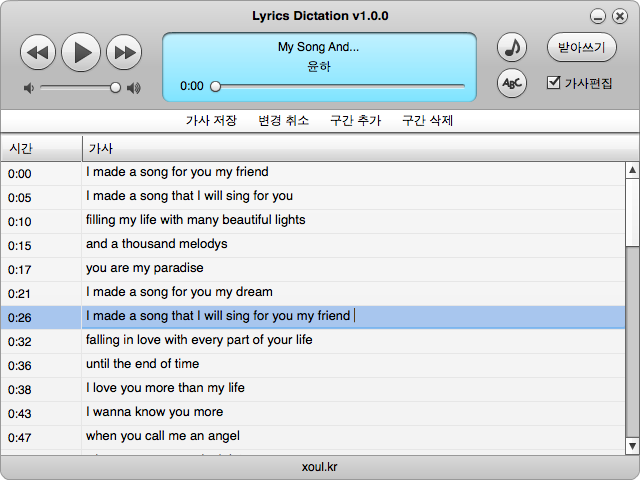 Lyrics Dictation v1.0.0
My Song And...
윤하
0:00
ABC
받아쓰기
가사편집
가사 저장 변경 취소 구간 추가 구간 삭제
시간 가사
0:00 I made a song for you my friend
0:05 I made a song that I will sing for you
0:10 filling my life with many beautiful lights
0:15 and a thousand melodys
0:17 you are my paradise
0:21 I made a song for you my dream
0:26 I made a song that I will sing for you my friend
0:32 falling in love with every part of your life
0:36 until the end of time
0:38 I love you more than my life
0:43 I wanna know you more
0:47 when you call me an angel
xoul.kr